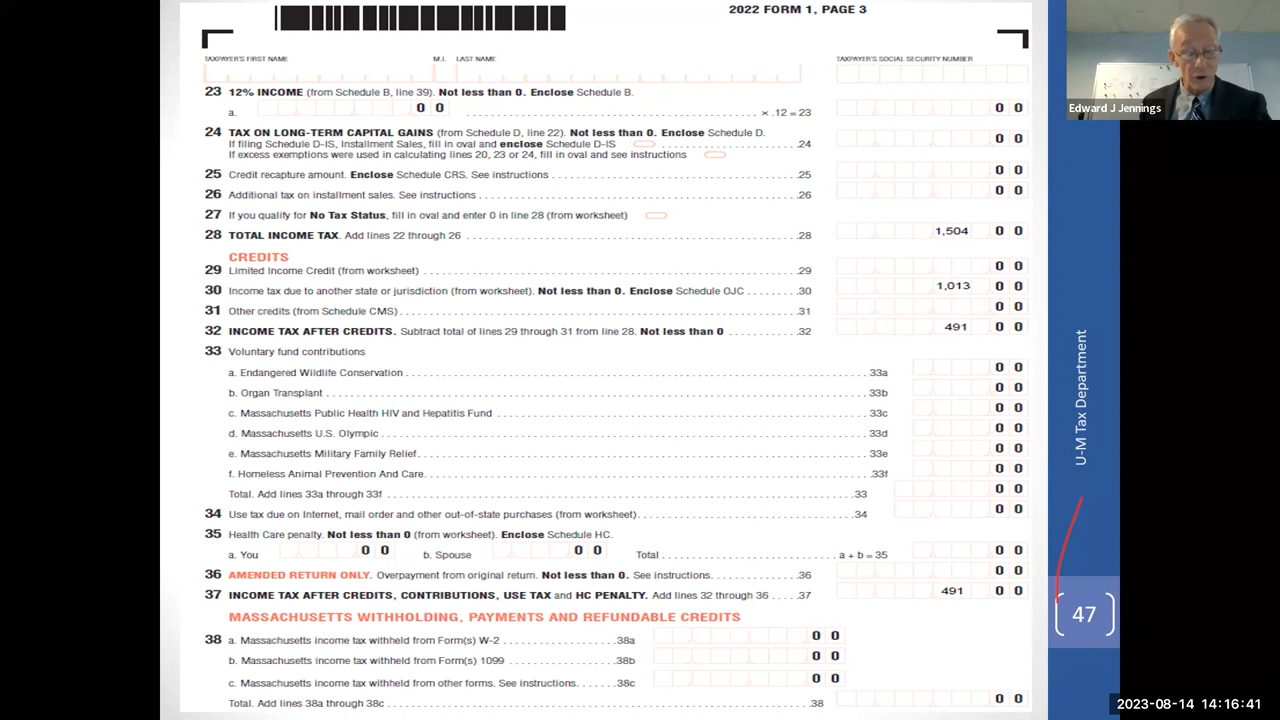 2022 FORM 1, PAGE 3
TAXPAYER'S FIRST NAME M.I. LAST NAME TAXPAYER'S SOCIAL SECURITY NUMBER
23 12% INCOME (from Schedule B, line 39). Not less than 0. Enclose Schedule B.
a. 0 0 × .12 = 23 0 0
24 TAX ON LONG-TERM CAPITAL GAINS (from Schedule D, line 22). Not less than 0. Enclose Schedule D.
If filing Schedule D-IS, Installment Sales, fill in oval and enclose Schedule D-IS 24 0 0
If excess exemptions were used in calculating lines 20, 23 or 24, fill in oval and see instructions
25 Credit recapture amount. Enclose Schedule CRS. See instructions 25 0 0
26 Additional tax on installment sales. See instructions 26 0 0
27 If you qualify for No Tax Status, fill in oval and enter 0 in line 28 (from worksheet)
28 TOTAL INCOME TAX. Add lines 22 through 26 28 1,504 0 0
CREDITS
29 Limited Income Credit (from worksheet) 29 0 0
30 Income tax due to another state or jurisdiction (from worksheet). Not less than 0. Enclose Schedule OJC 30 1,013 0 0
31 Other credits (from Schedule CMS) 31 0 0
32 INCOME TAX AFTER CREDITS. Subtract total of lines 29 through 31 from line 28. Not less than 0 32 491 0 0
33 Voluntary fund contributions
a. Endangered Wildlife Conservation 33a 0 0
b. Organ Transplant 33b 0 0
c. Massachusetts Public Health HIV and Hepatitis Fund 33c 0 0
d. Massachusetts U.S. Olympic 33d 0 0
e. Massachusetts Military Family Relief 33e 0 0
f. Homeless Animal Prevention And Care 33f 0 0
Total. Add lines 33a through 33f 33 0 0
34 Use tax due on Internet, mail order and other out-of-state purchases (from worksheet) 34 0 0
35 Health Care penalty. Not less than 0 (from worksheet). Enclose Schedule HC.
a. You 0 0 b. Spouse 0 0 Total a + b = 35 0 0
36 AMENDED RETURN ONLY. Overpayment from original return. Not less than 0. See instructions. 36 0 0
37 INCOME TAX AFTER CREDITS, CONTRIBUTIONS, USE TAX and HC PENALTY. Add lines 32 through 36 37 491 0 0
MASSACHUSETTS WITHHOLDING, PAYMENTS AND REFUNDABLE CREDITS
38 a. Massachusetts income tax withheld from Form(s) W-2 38a 0 0
b. Massachusetts income tax withheld from Form(s) 1099 38b 0 0
c. Massachusetts income tax withheld from other forms. See instructions. 38c 0 0
Total. Add lines 38a through 38c 38 0 0
Edward J Jennings
U-M Tax Department
47
2023-08-14 14:16:41